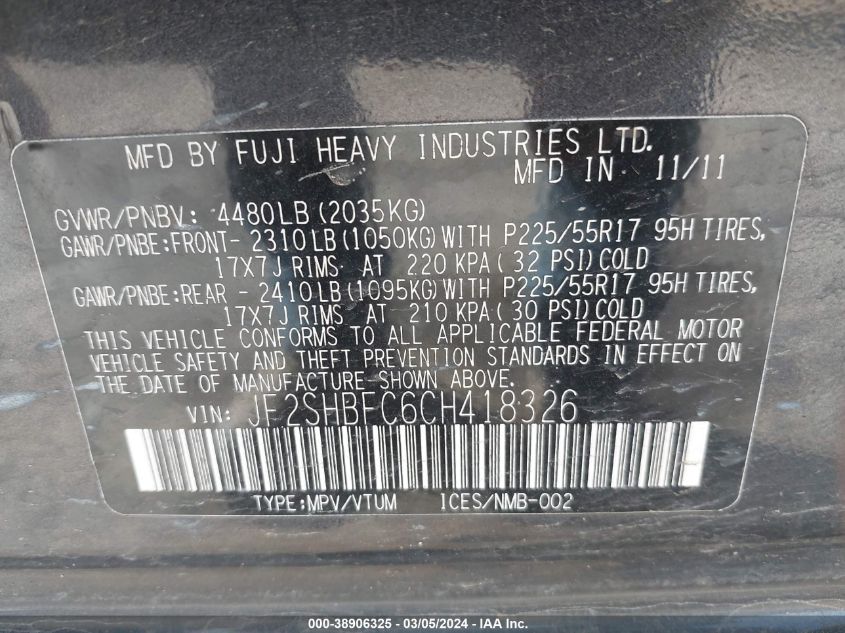 MFD BY FUJI HEAVY INDUSTRIES LTD.
MFD IN 11/11
GVWR/PNBV: 4480LB(2035KG)
GAWR/PNBE:FRONT- 2310LB(1050KG)WITH P225/55R17 95H TIRES,
17X7J RIMS AT 220 KPA(32 PSI)COLD
GAWR/PNBE:REAR - 2410LB(1095KG)WITH P225/55R17 95H TIRES,
17X7J RIMS AT 210 KPA(30 PSI)COLD
THIS VEHICLE CONFORMS TO ALL APPLICABLE FEDERAL MOTOR
VEHICLE SAFETY AND THEFT PREVENTION STANDARDS IN EFFECT ON
THE DATE OF MANUFACTURE SHOWN ABOVE.
VIN: JF2SHBFC6CH418326
TYPE:MPV/VTUM ICES/NMB-002
000-38906325 - 03/05/2024 - IAA Inc.